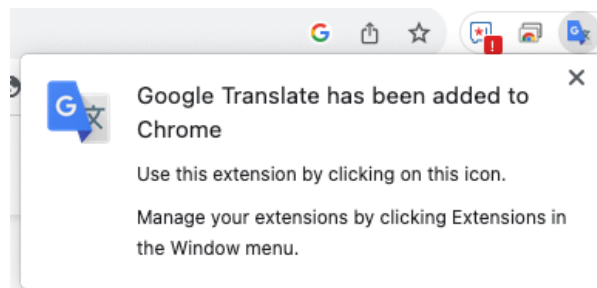 Google Translate has been added to
Chrome
Use this extension by clicking on this icon.
Manage your extensions by clicking Extensions in
the Window menu.